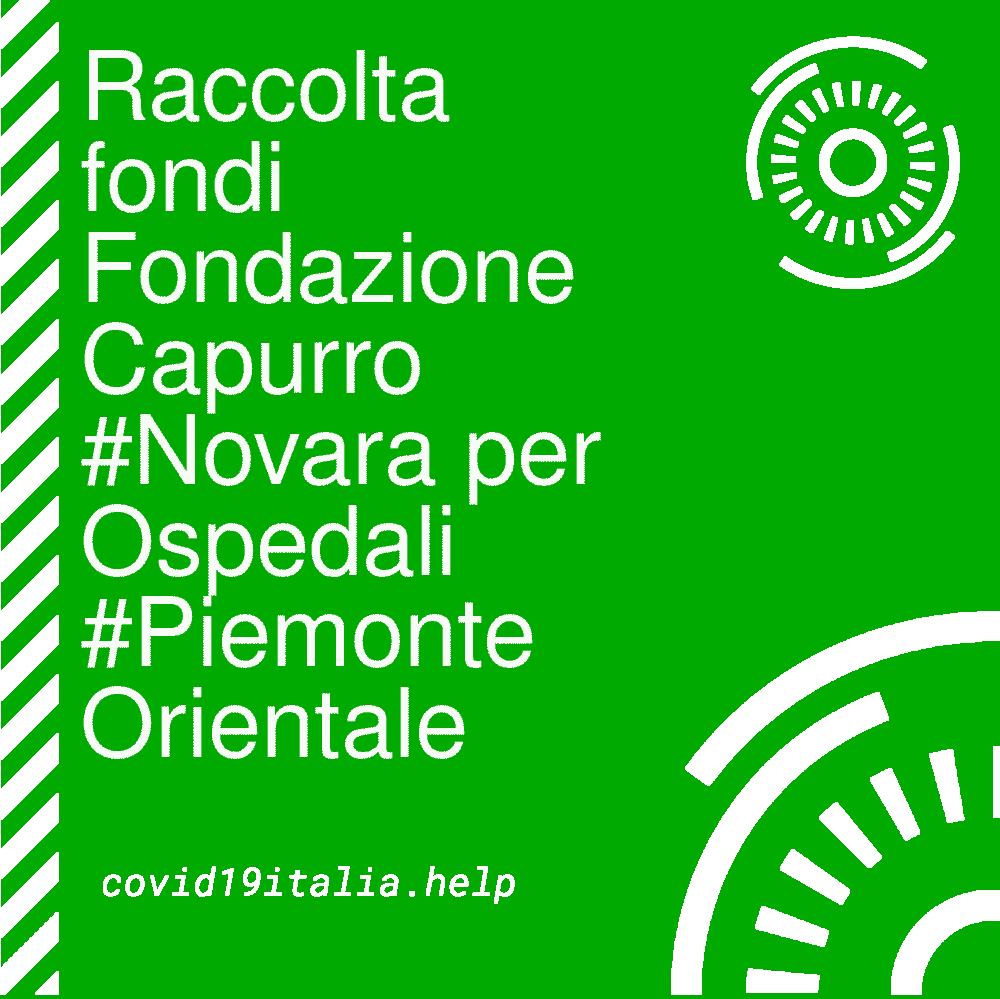 Raccolta
fondi
Fondazione
Capurro
#Novara per
Ospedali
#Piemonte
Orientale
covid19italia.help